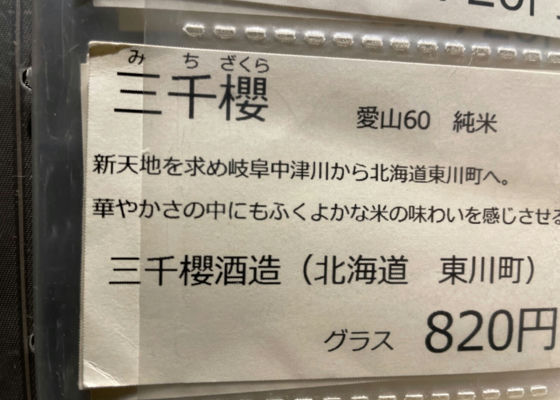 み ち ざくら
三千櫻
愛山60 純米
新天地を求め岐阜中津川から北海道東川町へ。
華やかさの中にもふくよかな米の味わいを感じさせる
三千櫻酒造（北海道 東川町）
グラス 820円